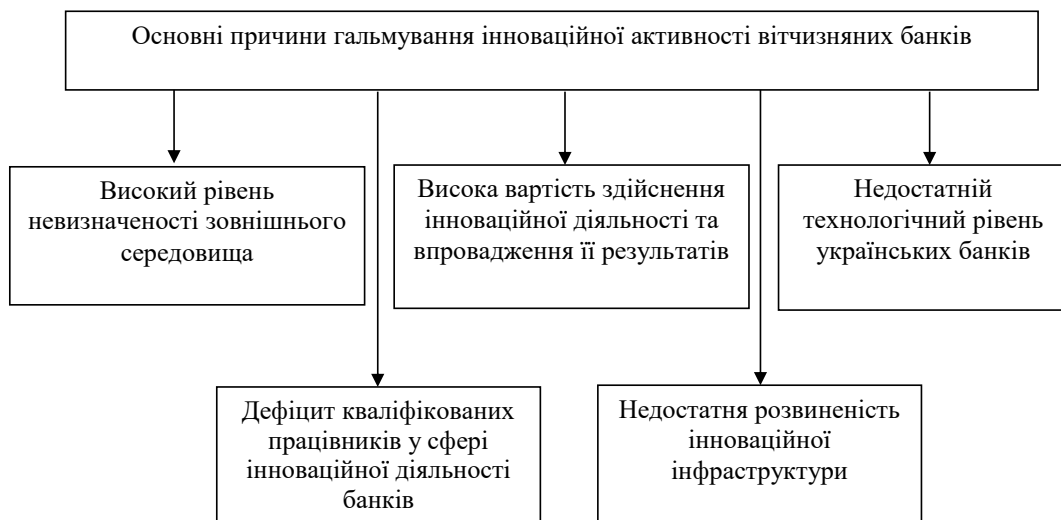 Основні причини гальмування інноваційної активності вітчизняних банків
Високий рівень
невизначеності зовнішнього
середовища
Висока вартість здійснення
інноваційної діяльності та
впровадження її результатів
Недостатній
технологічний рівень
українських банків
Дефіцит кваліфікованих
працівників у сфері
інноваційної діяльності
банків
Недостатня розвиненість
інноваційної
інфраструктури